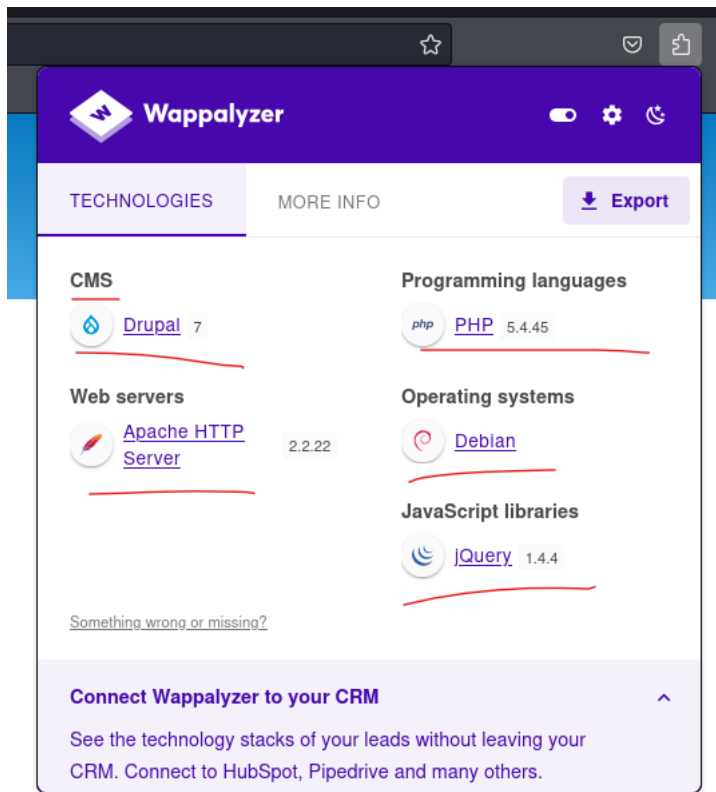 Wappalyzer
TECHNOLOGIES
MORE INFO
Export
CMS
Drupal 7
Web servers
Apache HTTP
Server
2.2.22
Programming languages
php PHP 5.4.45
Operating systems
Debian
JavaScript libraries
jQuery 1.4.4
Something wrong or missing?
Connect Wappalyzer to your CRM
See the technology stacks of your leads without leaving your
CRM. Connect to HubSpot, Pipedrive and many others.